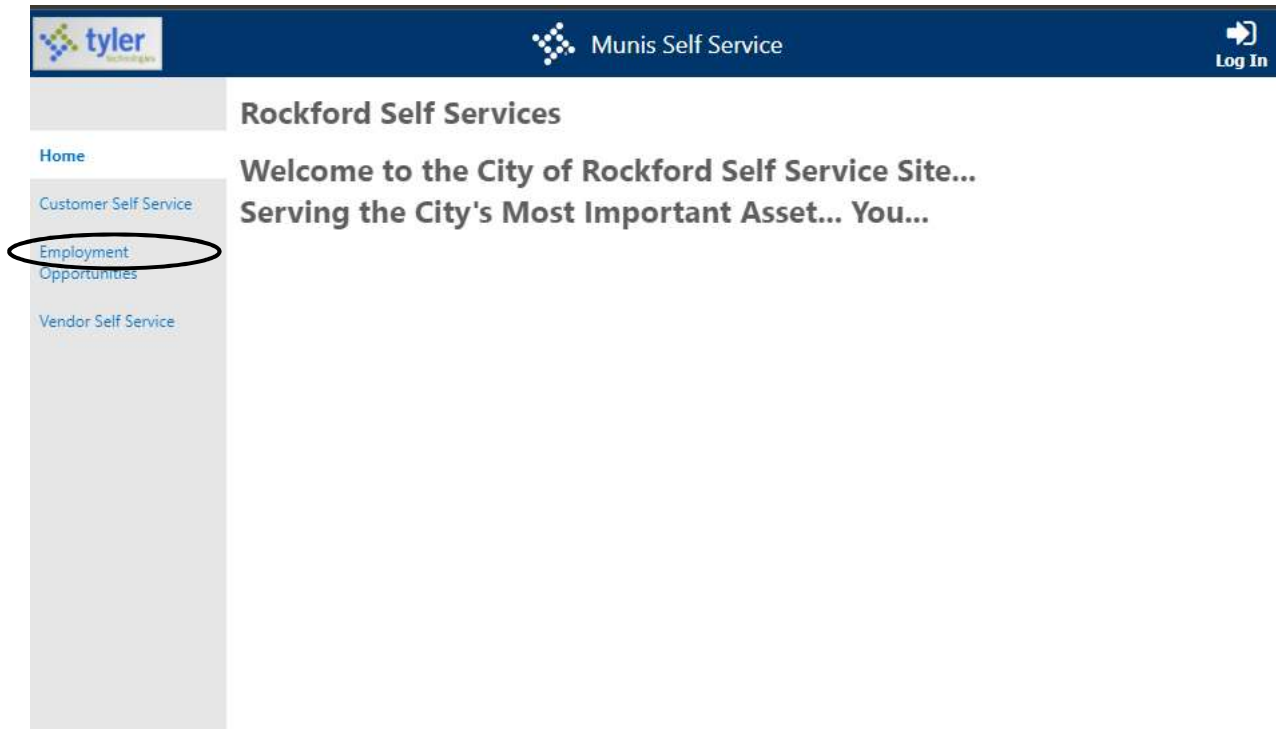 tyler
technologies
Munis Self Service
Log In
Rockford Self Services
Home
Welcome to the City of Rockford Self Service Site...
Serving the City's Most Important Asset... You...
Customer Self Service
Employment
Opportunities
Vendor Self Service